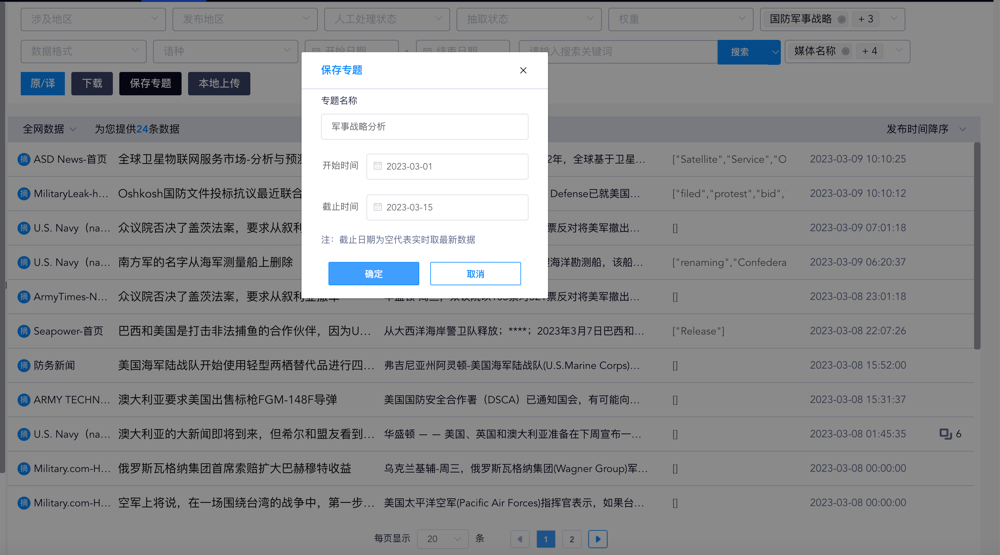 涉及地区 发布地区 人工处理状态 抽取状态 权重 国防军事战略 + 3
数据格式 语种 开始日期 - 结束日期 请输入搜索关键词 搜索 媒体名称 + 4
原/译 下载 保存专题 本地上传
全网数据 为您提供24条数据 发布时间降序
摘 ASD News-首页 全球卫星物联网服务市场-分析与预测 2年，全球基于卫星... ["Satellite","Service","O 2023-03-09 10:10:25
摘 MilitaryLeak-h... Oshkosh国防文件投标抗议最近联合 Defense已就美国... ["filed","protest","bid", 2023-03-09 10:10:12
摘 U.S. Navy（na... 众议院否决了盖茨法案，要求从叙利 票反对将美军撤出... [] 2023-03-09 07:01:18
摘 U.S. Navy（na... 南方军的名字从海军测量船上删除 海洋勘测船，该船... ["renaming","Confedera 2023-03-09 06:20:37
摘 ArmyTimes-N... 众议院否决了盖茨法案，要求从叙利亚撤军 华盛顿-周三，众议院以103票对321票反对将美军撤出... [] 2023-03-08 23:01:18
摘 Seapower-首页 巴西和美国是打击非法捕鱼的合作伙伴，因为U... 从大西洋海岸警卫队释放；****；2023年3月7日巴西和... ["Release"] 2023-03-08 22:07:26
摘 防务新闻 美国海军陆战队开始使用轻型两栖替代品进行四... 弗吉尼亚州阿灵顿-美国海军陆战队(U.S.Marine Corps)... [] 2023-03-08 15:52:00
摘 ARMY TECHN... 澳大利亚要求美国出售标枪FGM-148F导弹 美国国防安全合作署（DSCA）已通知国会，有可能向... [] 2023-03-08 15:31:37
摘 U.S. Navy（na... 澳大利亚的大新闻即将到来，但希尔和盟友看到... 华盛顿 — — 美国、英国和澳大利亚准备在下周宣布一... [] 2023-03-08 01:45:35 6
摘 Military.com-H... 俄罗斯瓦格纳集团首席索赔扩大巴赫穆特收益 乌克兰基辅-周三，俄罗斯瓦格纳集团(Wagner Group)军... [] 2023-03-08 00:00:00
摘 Military.com-H... 空军上将说，在一场围绕台湾的战争中，第一步... 美国太平洋空军(Pacific Air Forces)指挥官表示，如果台... [] 2023-03-08 00:00:00
每页显示 20 条 1 2
保存专题
专题名称
军事战略分析
开始时间 2023-03-01
截止时间 2023-03-15
注：截止日期为空代表实时取最新数据
确定 取消